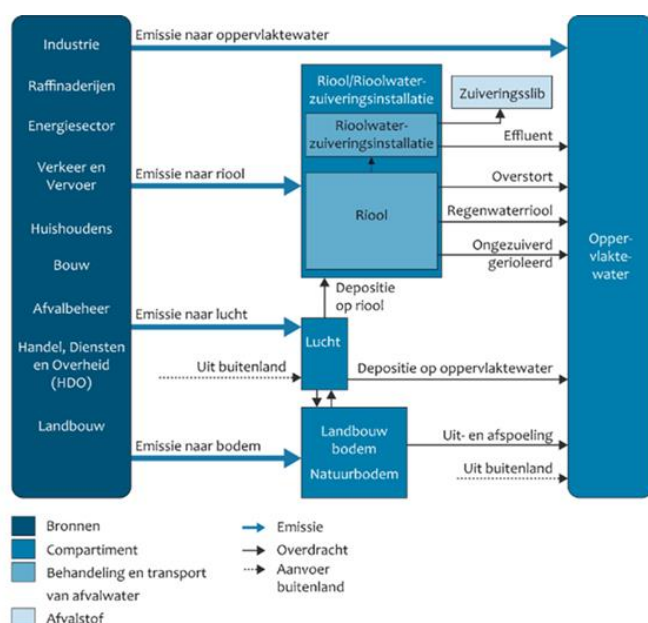 Industrie
Raffinaderijen
Energiesector
Verkeer en
Vervoer
Huishoudens
Bouw
Afvalbeheer
Handel, Diensten
en Overheid
(HDO)
Landbouw
Emissie naar oppervlaktewater
Emissie naar riool
Emissie naar lucht
Uit buitenland
Emissie naar bodem
Riool/Rioolwater-
zuiveringsinstallatie
Rioolwater-
zuiveringsinstallatie
Riool
Depositie
op riool
Lucht
Landbouw
bodem
Natuurbodem
Zuiveringsslib
Effluent
Overstort
Regenwaterriool
Ongezuiverd
gerioleerd
Depositie op oppervlaktewater
Uit- en afspoeling
Uit buitenland
Opper-
vlakte-
water
Bronnen
Compartiment
Behandeling en transport
van afvalwater
Afvalstof
Emissie
Overdracht
Aanvoer
buitenland